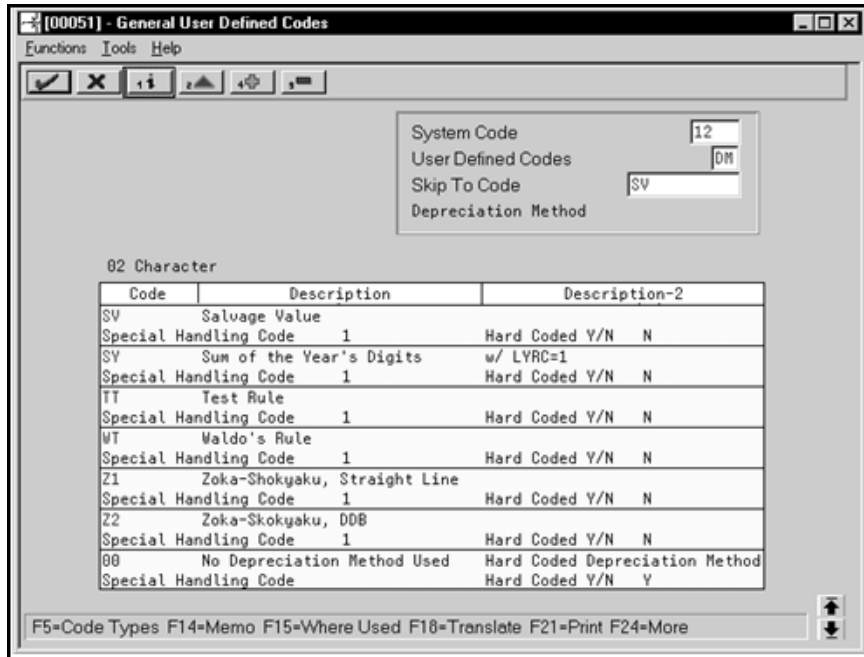 [00051] - General User Defined Codes
Functions Tools Help
1 i 2 4 9
System Code 12
User Defined Codes DM
Skip To Code SV
Depreciation Method
02 Character
Code Description Description-2
SV Salvage Value
Special Handling Code 1 Hard Coded Y/N N
SY Sum of the Year's Digits w/ LYRC=1
Special Handling Code 1 Hard Coded Y/N N
TT Test Rule
Special Handling Code 1 Hard Coded Y/N N
WT Waldo's Rule
Special Handling Code 1 Hard Coded Y/N N
Z1 Zoka-Shokyaku, Straight Line
Special Handling Code 1 Hard Coded Y/N N
Z2 Zoka-Skokyaku, DDB
Special Handling Code 1 Hard Coded Y/N N
00 No Depreciation Method Used Hard Coded Depreciation Method
Special Handling Code Hard Coded Y/N Y
F5=Code Types F14=Memo F15=Where Used F18=Translate F21=Print F24=More